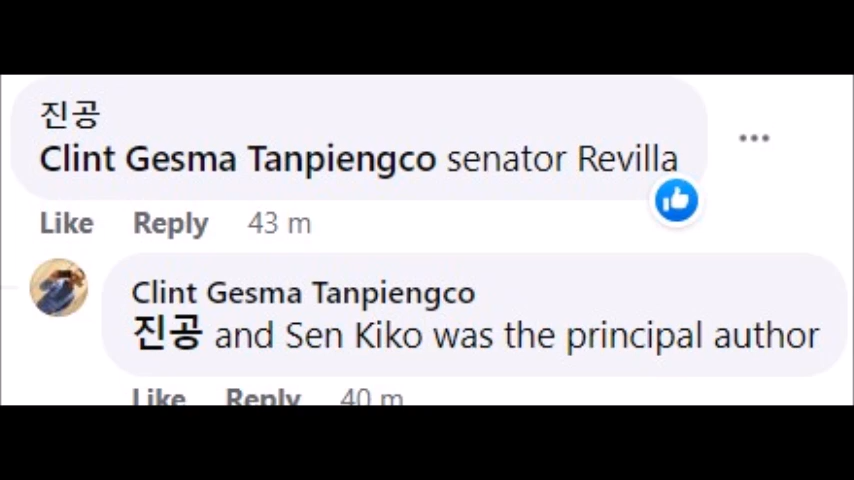 진공
Clint Gesma Tanpiengco senator Revilla
Like Reply 43 m
Clint Gesma Tanpiengco
진공 and Sen Kiko was the principal author
Like Reply 40 m